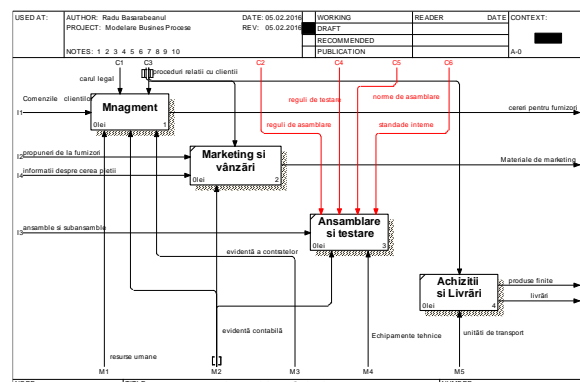 USED AT: AUTHOR: Radu Basarabeanul DATE: 05.02.2016 WORKING READER DATE CONTEXT:
PROJECT: Modelare Busines Procese REV: 05.02.2016 DRAFT
RECOMMENDED
NOTES: 1 2 3 4 5 6 7 8 9 10 PUBLICATION A-0
C1 C3 C2 C4 C5 C6
proceduri relatii cu clientii
carul legal
Comenzile clientilor
reguli de testare
norme de asamblare
Mnagment
I1
cereri pentru furnizori
0lei 1
reguli de asamblare
standade interne
propuneri de la furnizori
I2
Marketing si
vânzări
Materiale de marketing
informatii despre cerea pietii
I4
0lei 2
Ansamblare
si testare
ansamble si subansamble
I3
0lei 3
evidentă a contratelor
Achizitii
si Livrări
produse finite
livrări
0lei 4
evidentă contabilă
Echipamente tehnice
unităti de transport
resurse umane
M1 M2 M3 M4 M5